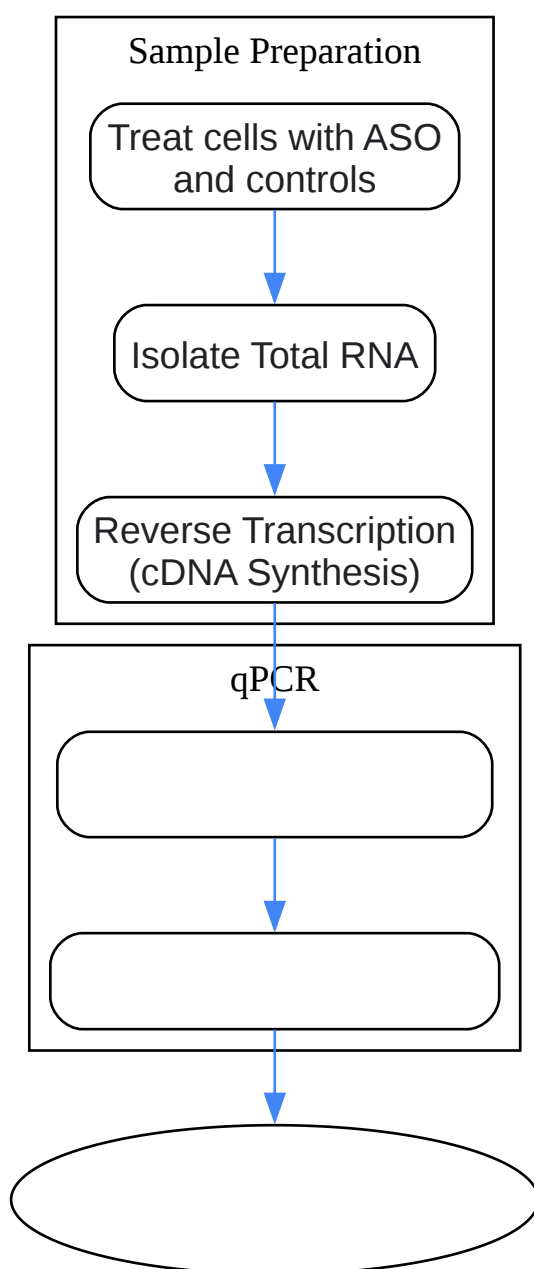 Sample Preparation
Treat cells with ASO
and controls
Isolate Total RNA
Reverse Transcription
(cDNA Synthesis)
qPCR